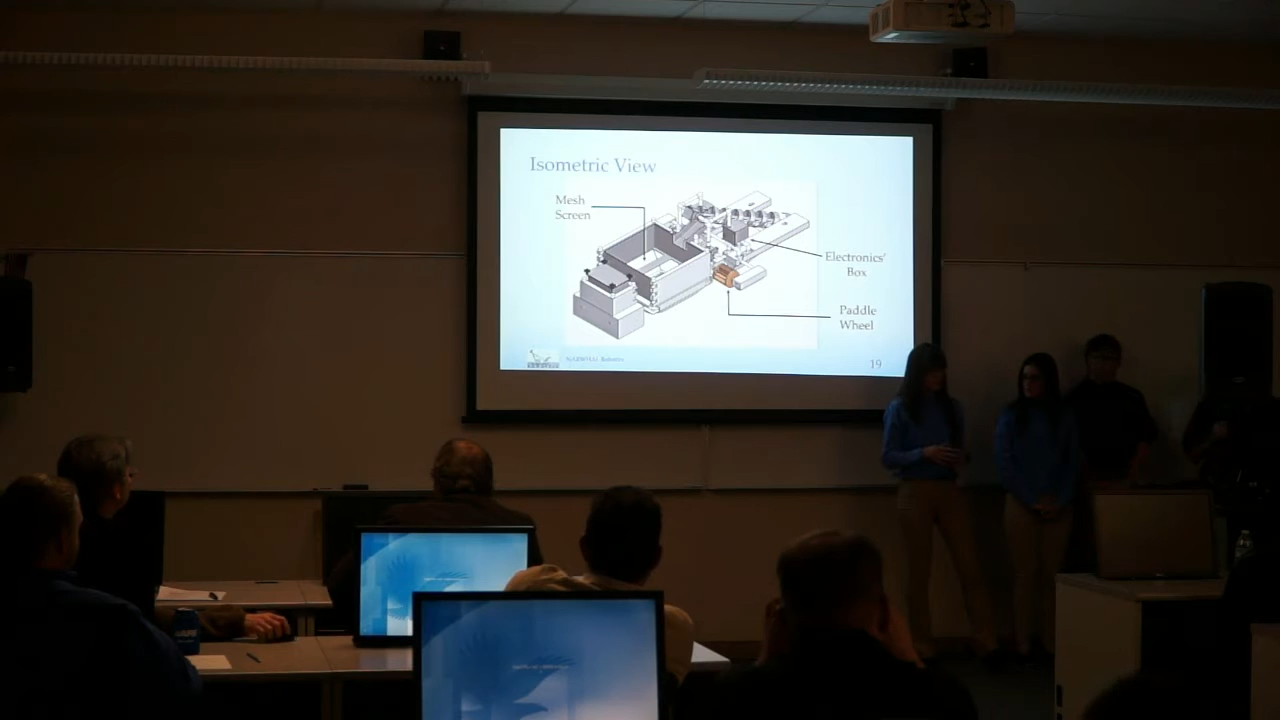 Isometric View
Mesh
Screen
Electronics'
Box
Paddle
Wheel
19